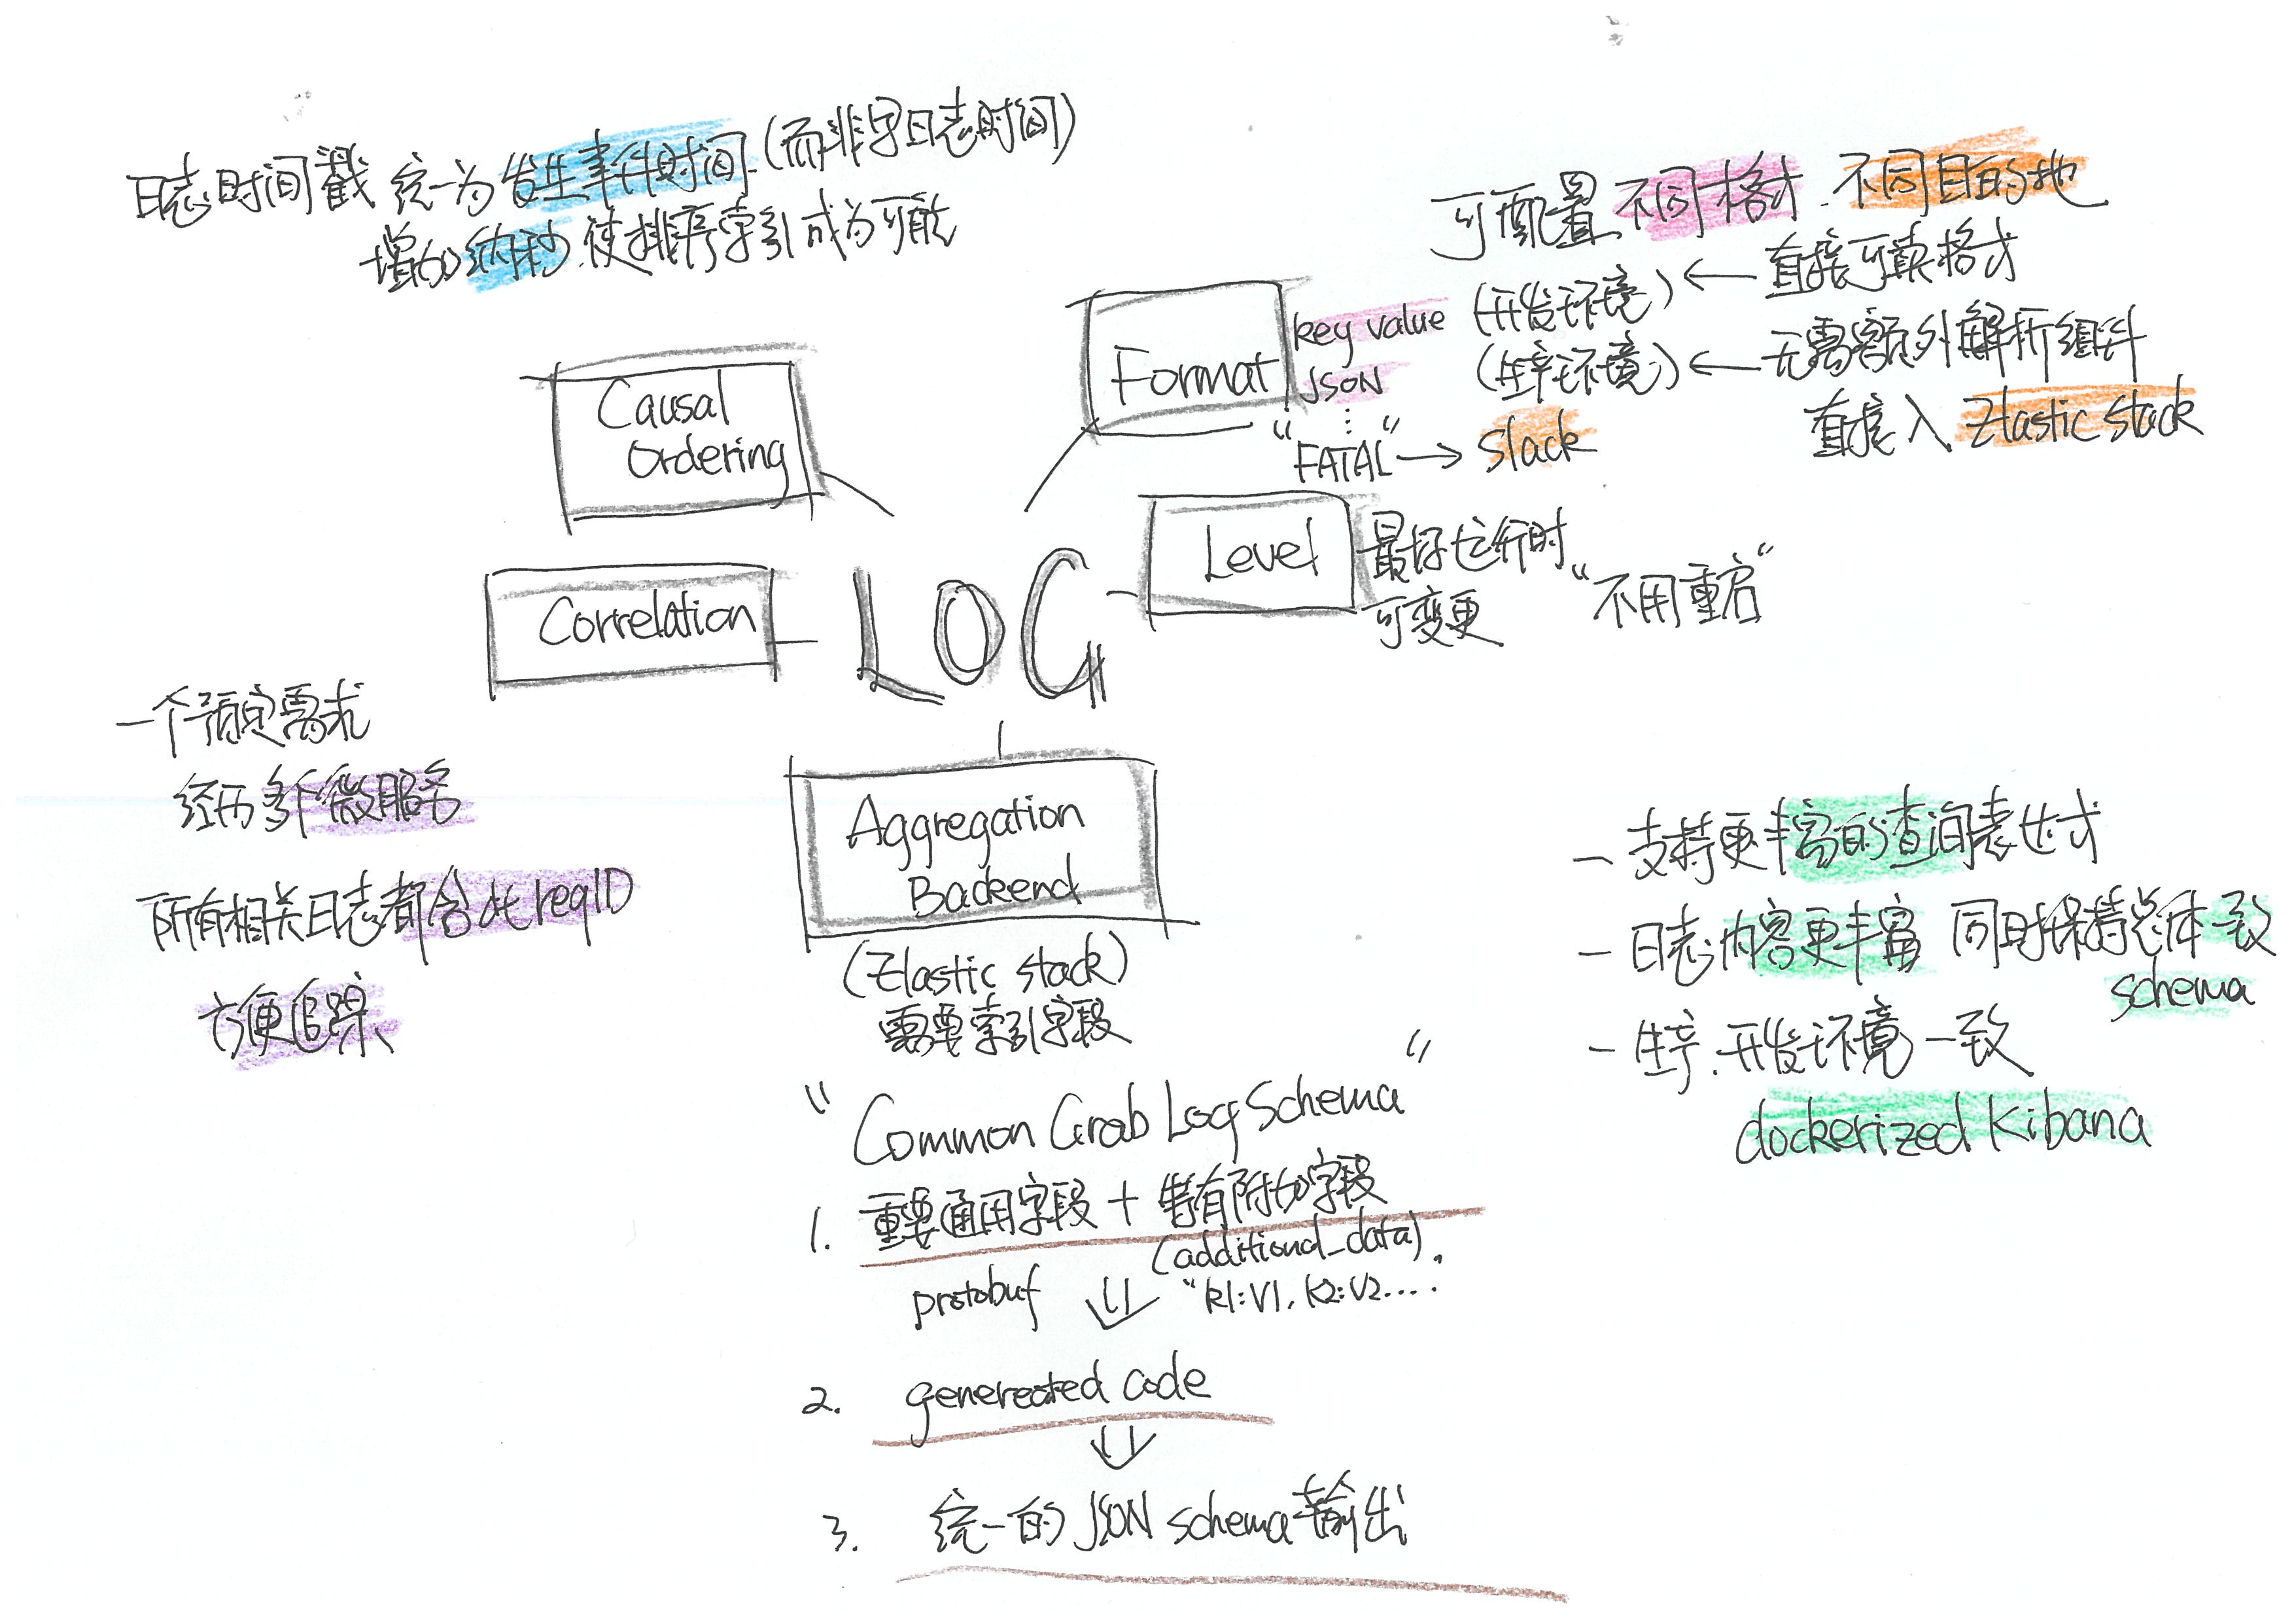 日志时间戳 统一为发生事件时间(而非写日志时间)
增加纳秒.使排序索引成为可能
可配置不同格式.不同目的地
Format
key value (开发环境) ← 直接可读格式
JSON (生产环境) ← 无需额外解析组件
直接入 Elastic stack
"FATAL" → slack
Causal
Ordering
Level
最好运行时
可变更
"不用重启"
Correlation
LOG
一个预定需求
经历多个微服务
所有相关日志都含此reqID
方便追踪
Aggregation
Backend
(Elastic stack)
需要索引字段
"Common Grab Log Schema"
1. 重要通用字段 + 特有附加字段
(additional_data).
protobuf ⇓ "k1:V1, k2:V2....
2. genereated code
⇓
3. 统一的 JSON schema输出
- 支持更丰富的查询表达式
- 日志内容更丰富 同时保持总体一致
schema
- 生产.开发环境一致
dockerized Kibana